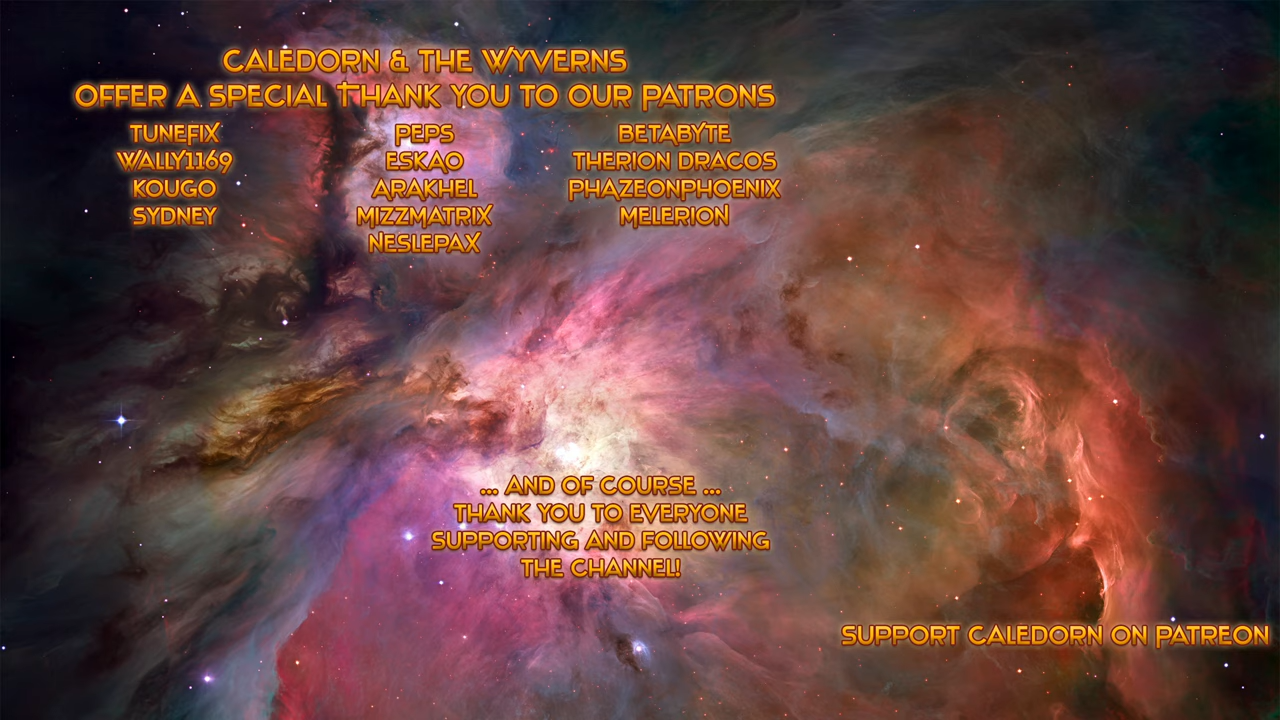 CALEDORN & THE WYVERNS
OFFER A SPECIAL THANK YOU TO OUR PATRONS
TUNEFIX
WALLY1169
KOUGO
SYDNEY
PEPS
ESKAO
ARAKHEL
MIZZMATRIX
NESLEPAX
BETABYTE
THERION DRACOS
PHAZEONPHOENIX
MELERION
... AND OF COURSE ...
THANK YOU TO EVERYONE
SUPPORTING AND FOLLOWING
THE CHANNEL!
SUPPORT CALEDORN ON PATREON